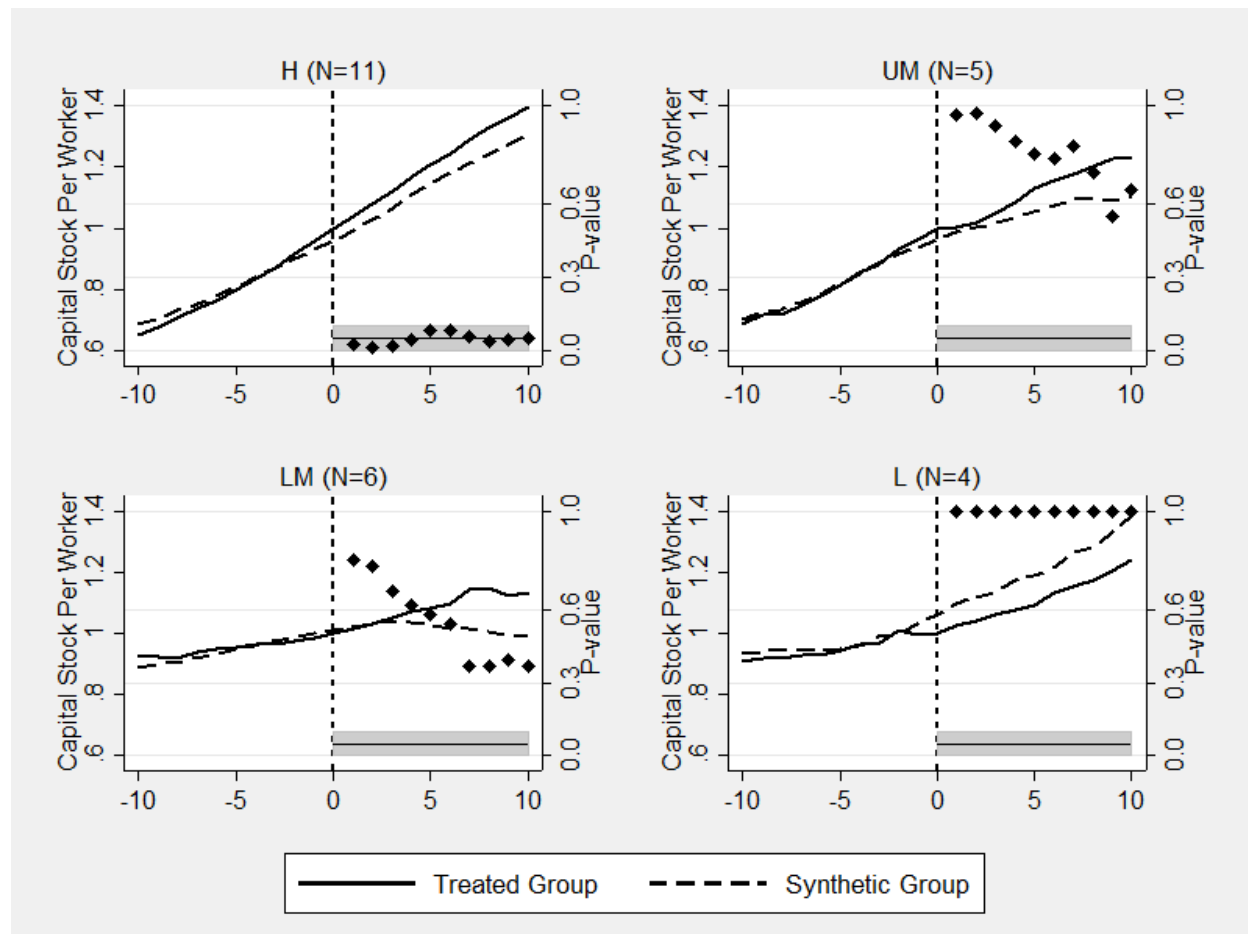 H (N=11)
Capital Stock Per Worker
.6 .8 1 1.2 1.4
0.0 0.3 0.6 1.0
P-value
-10 -5 0 5 10
UM (N=5)
Capital Stock Per Worker
.6 .8 1 1.2 1.4
0.0 0.3 0.6 1.0
P-value
-10 -5 0 5 10
LM (N=6)
Capital Stock Per Worker
.6 .8 1 1.2 1.4
0.0 0.3 0.6 1.0
P-value
-10 -5 0 5 10
L (N=4)
Capital Stock Per Worker
.6 .8 1 1.2 1.4
0.0 0.3 0.6 1.0
P-value
-10 -5 0 5 10
Treated Group Synthetic Group